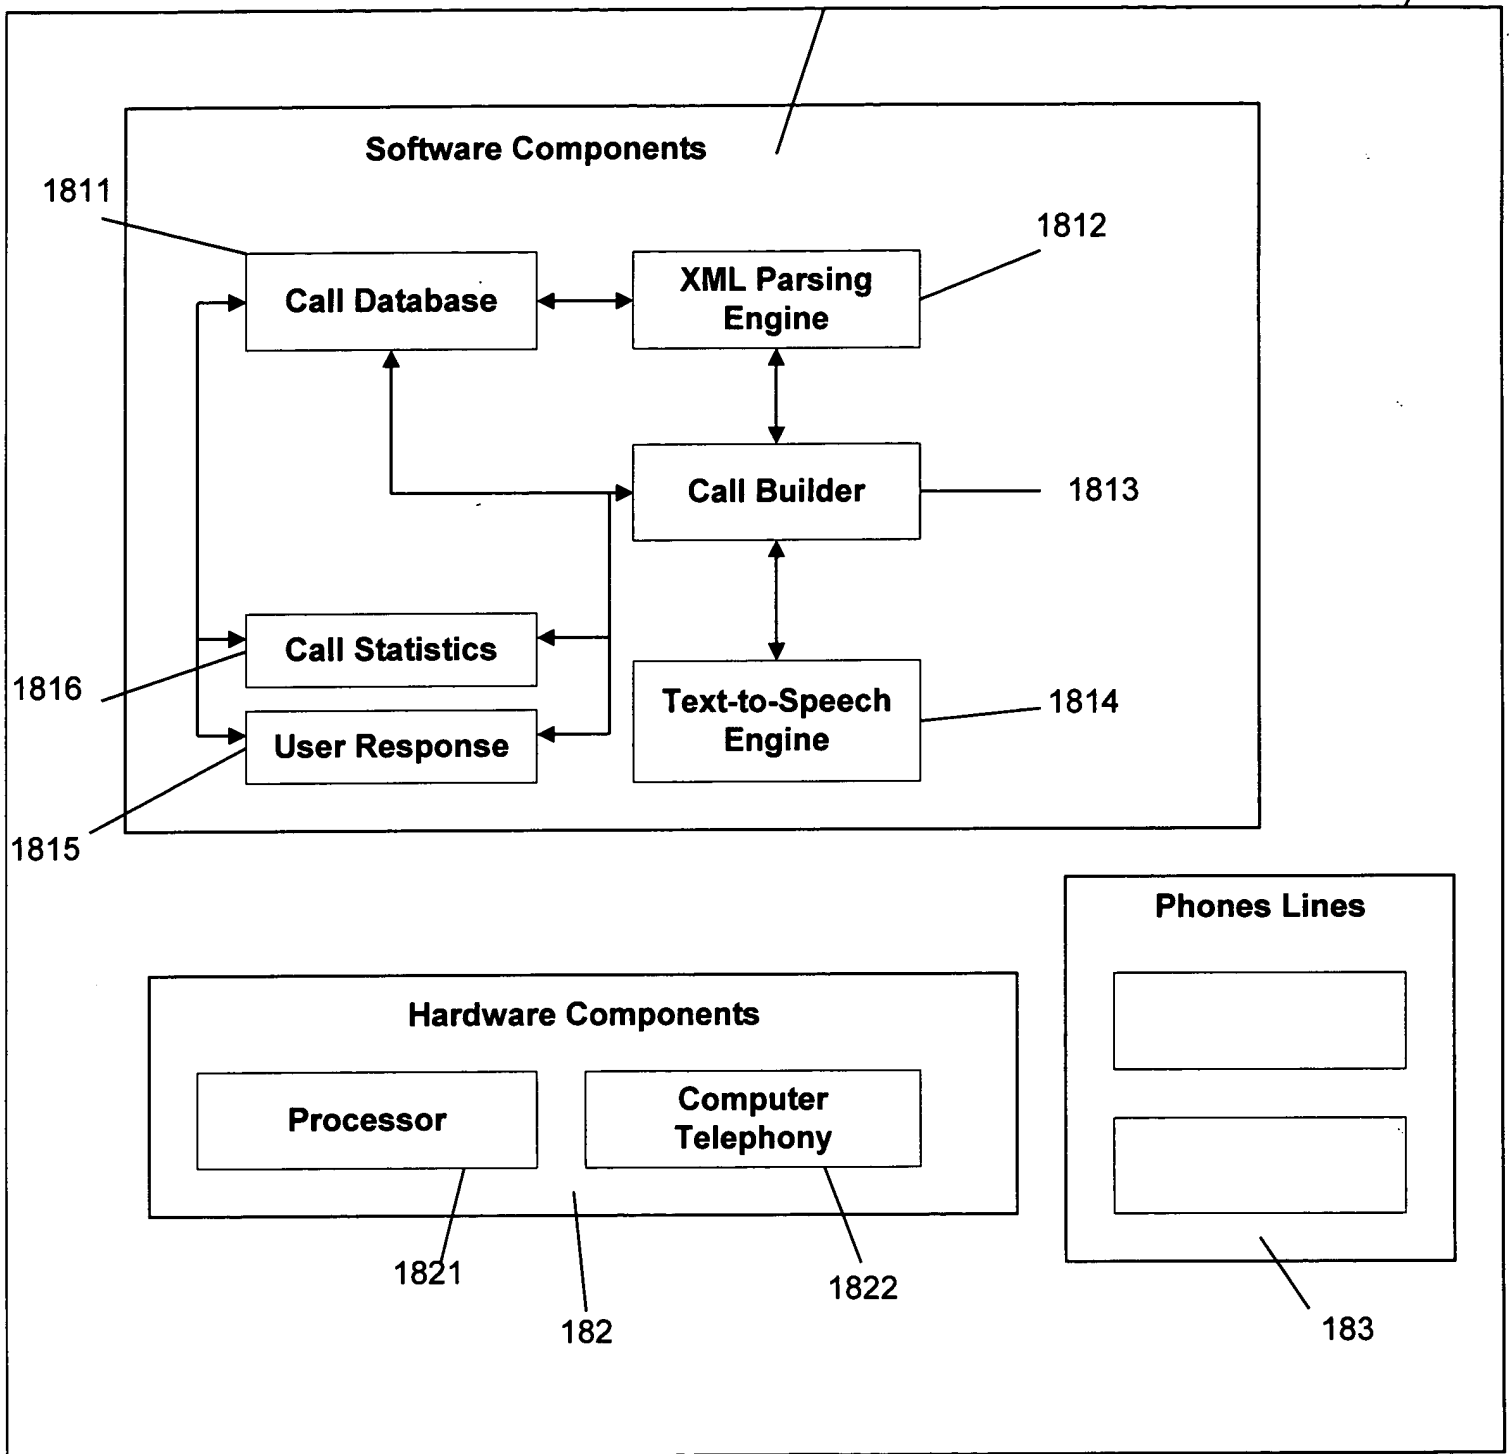 Software Components
1811
1812
Call Database
XML Parsing
Engine
Call Builder
1813
Call Statistics
1816
Text-to-Speech
Engine
1814
User Response
1815
Phones Lines
Hardware Components
Processor
Computer
Telephony
1821
1822
182
183